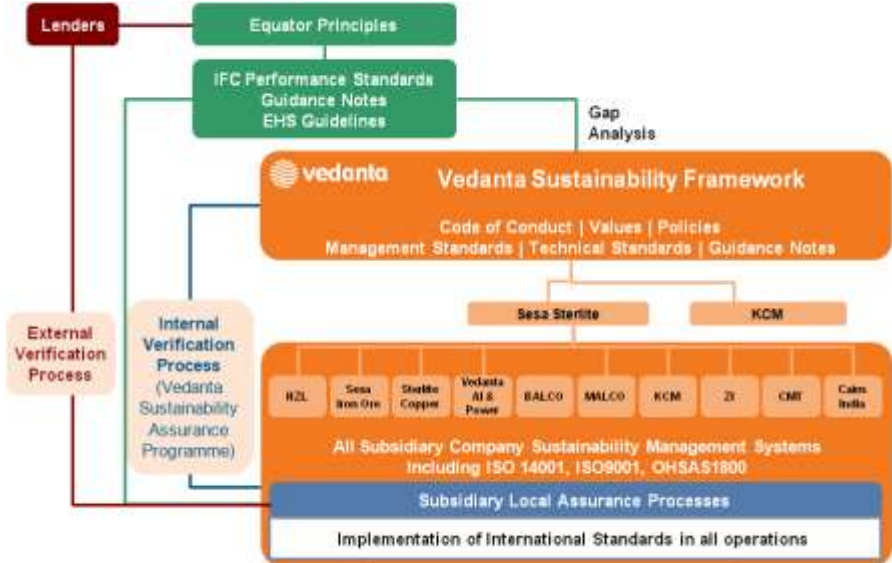 Lenders
Equator Principles
IFC Performance Standards
Guidance Notes
EHS Guidelines
Gap
Analysis
vedanta
Vedanta Sustainability Framework
Code of Conduct | Values | Policies
Management Standards | Technical Standards | Guidance Notes
Sesa Sterlite
KCM
External
Verification
Process
Internal
Verification
Process
(Vedanta
Sustainability
Assurance
Programme)
HZL
Sesa
Iron Ore
Sterlite
Copper
Vedanta
Al &
Power
BALCO
MALCO
KCM
ZI
CMT
Cairn
India
All Subsidiary Company Sustainability Management Systems
Including ISO 14001, ISO9001, OHSAS1800
Subsidiary Local Assurance Processes
Implementation of International Standards in all operations